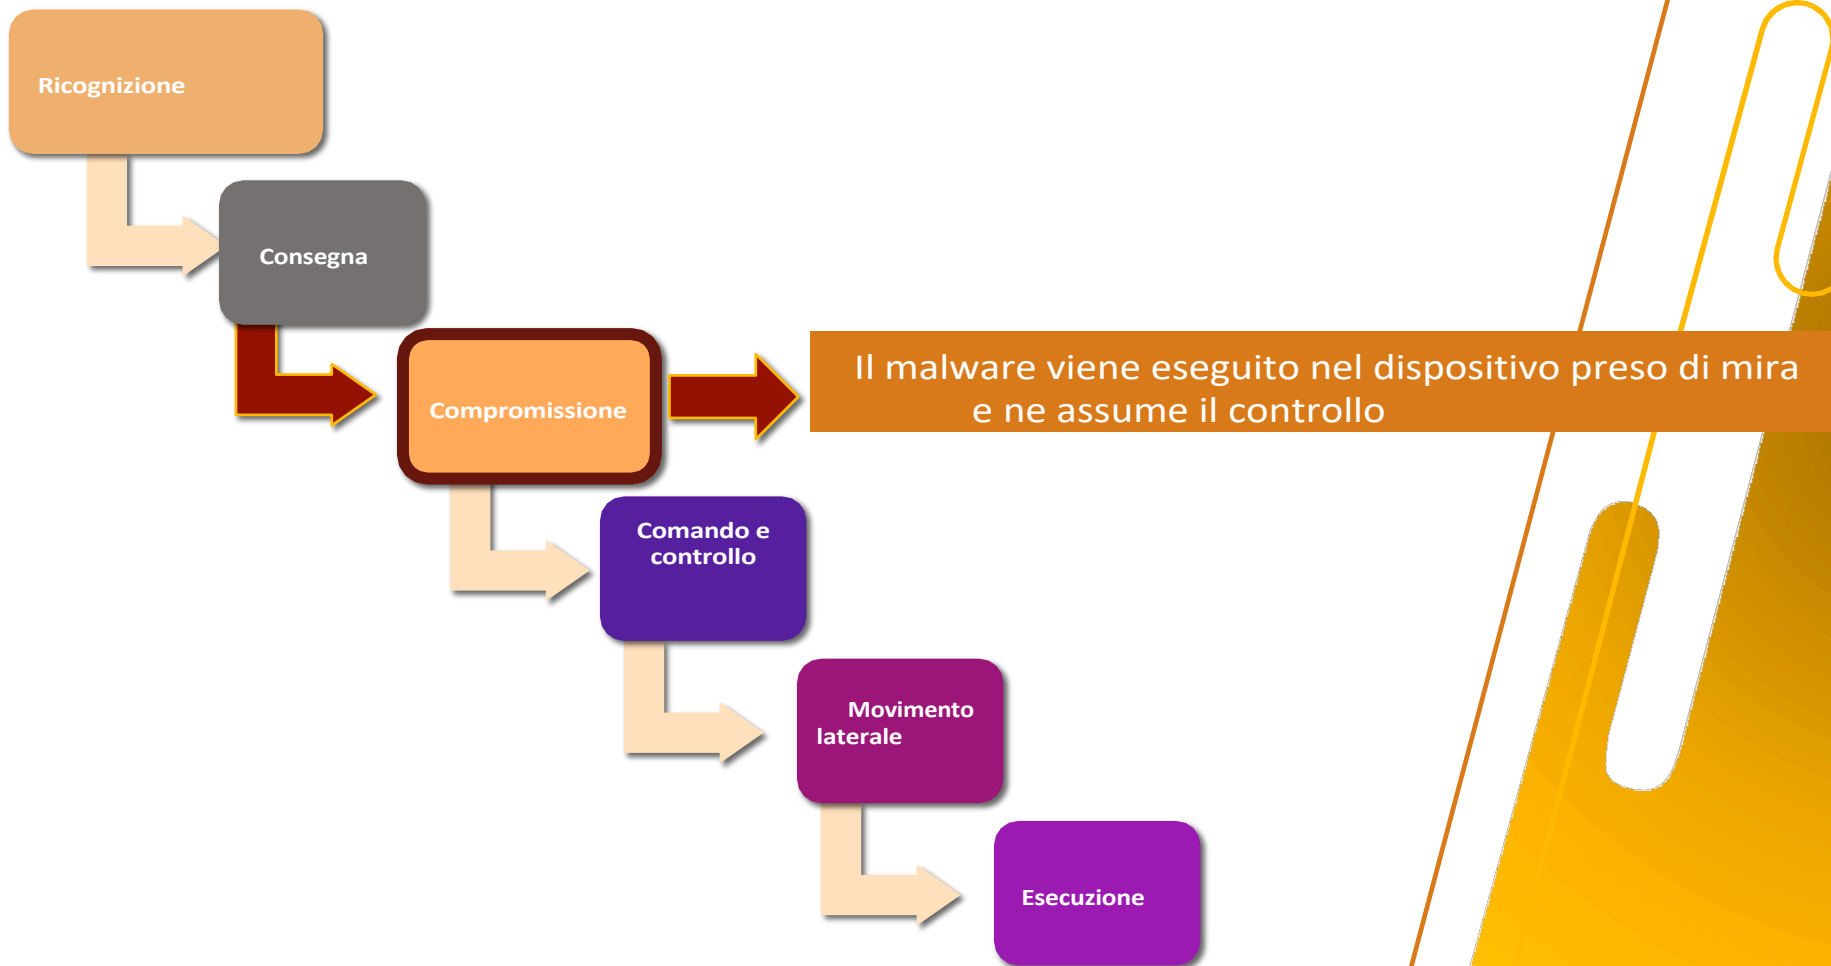 Ricognizione
Consegna
Compromissione
Il malware viene eseguito nel dispositivo preso di mira
e ne assume il controllo
Comando e
controllo
Movimento
laterale
Esecuzione